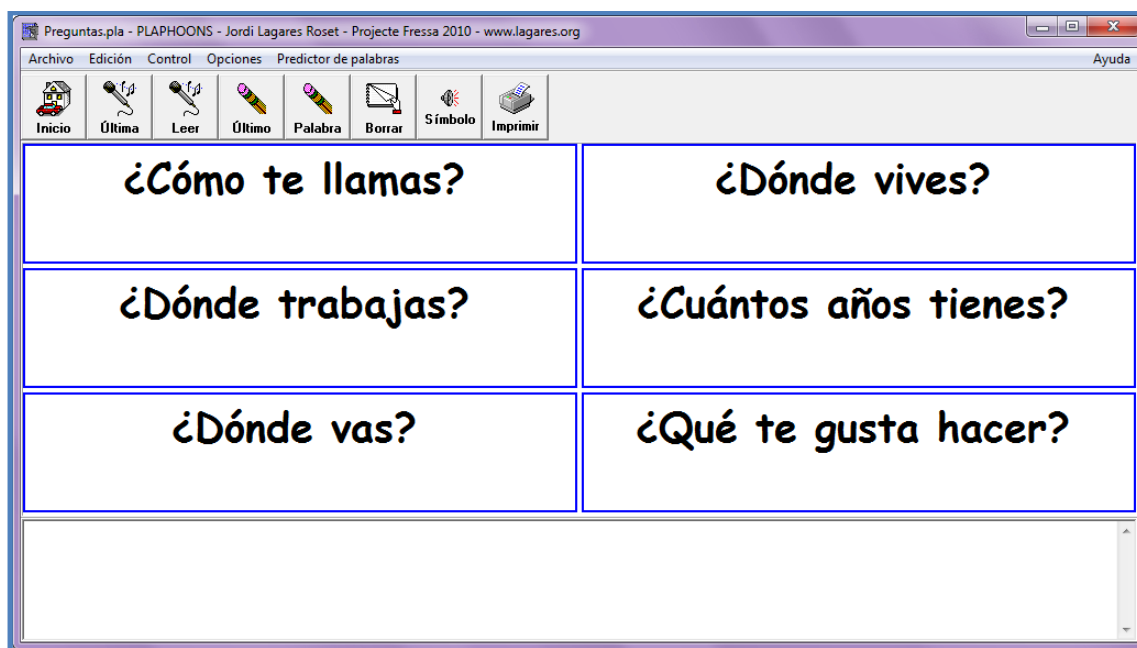 Preguntas.pla - PLAPHOONS - Jordi Lagares Roset - Projecte Fressa 2010 - www.lagares.org
Archivo Edición Control Opciones Predictor de palabras Ayuda
Inicio Última Leer Último Palabra Borrar Símbolo Imprimir
¿Cómo te llamas? ¿Dónde vives?
¿Dónde trabajas? ¿Cuántos años tienes?
¿Dónde vas? ¿Qué te gusta hacer?